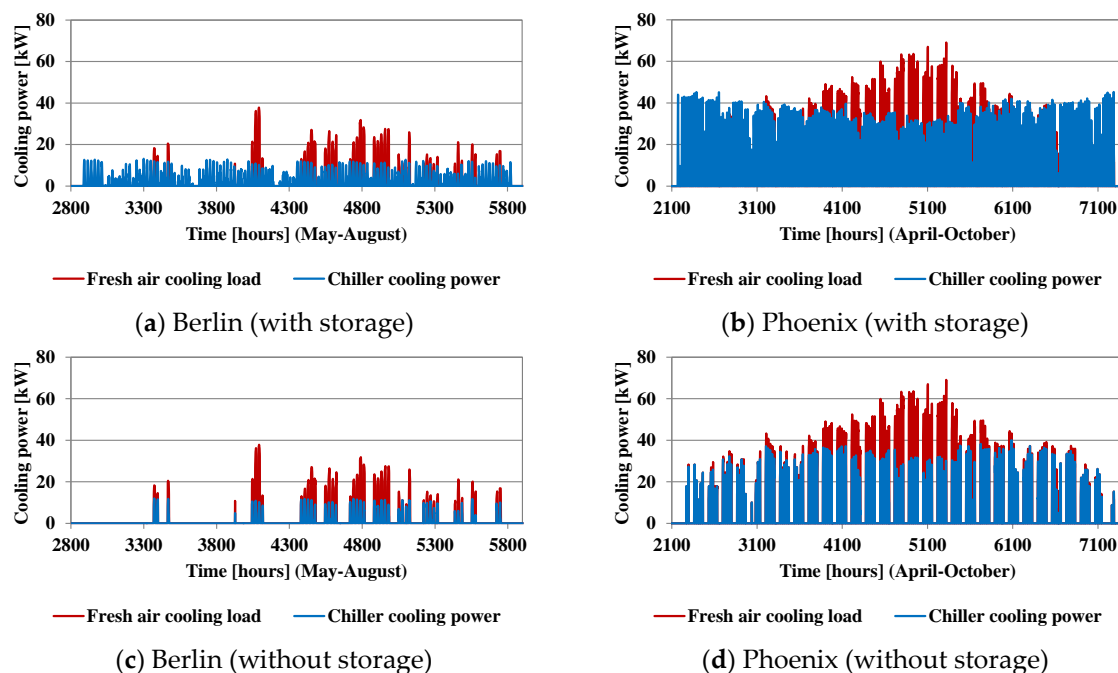 Cooling power [kW]
80
60
40
20
0
2800 3300 3800 4300 4800 5300 5800
Time [hours] (May-August)
Fresh air cooling load Chiller cooling power
(a) Berlin (with storage)
Cooling power [kW]
80
60
40
20
0
2100 3100 4100 5100 6100 7100
Time [hours] (April-October)
Fresh air cooling load Chiller cooling power
(b) Phoenix (with storage)
Cooling power [kW]
80
60
40
20
0
2800 3300 3800 4300 4800 5300 5800
Time [hours] (May-August)
Fresh air cooling load Chiller cooling power
(c) Berlin (without storage)
Cooling power [kW]
80
60
40
20
0
2100 3100 4100 5100 6100 7100
Time [hours] (April-October)
Fresh air cooling load Chiller cooling power
(d) Phoenix (without storage)